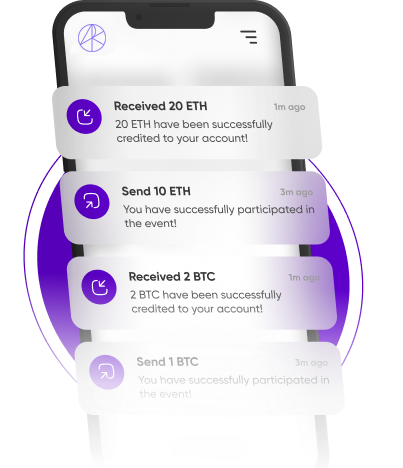 Received 20 ETH 1m ago
20 ETH have been successfully
credited to your account!
Send 10 ETH 3m ago
You have successfully participated in
the event!
Received 2 BTC 1m ago
2 BTC have been successfully
credited to your account!
Send 1 BTC 3m ago
You have successfully participated in
the event!